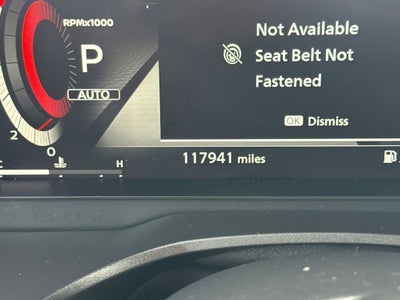 RPMx1000
Not Available
Seat Belt Not
Fastened
P
AUTO
OK Dismiss
2
0
117941 miles
C
H